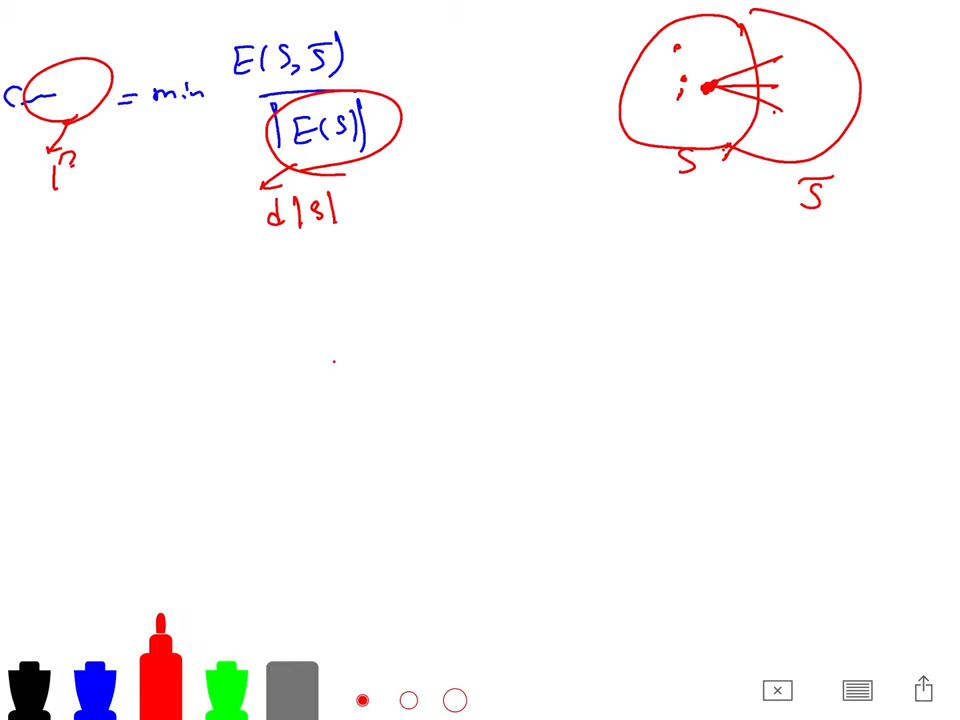 = min E(S, S̅) / |E(S)|
d|S|
S
S̅